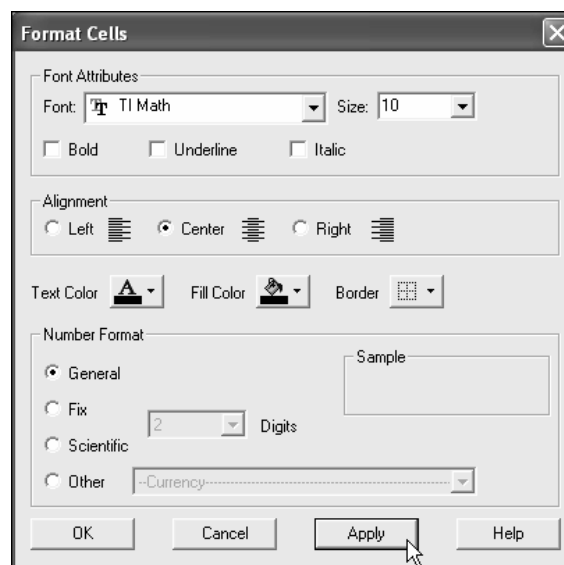 Format Cells
Font Attributes
Font: TI Math Size: 10
Bold Underline Italic
Alignment
Left Center Right
Text Color A Fill Color Border
Number Format
Sample
General
Fix
2 Digits
Scientific
Other --Currency--
OK Cancel Apply Help